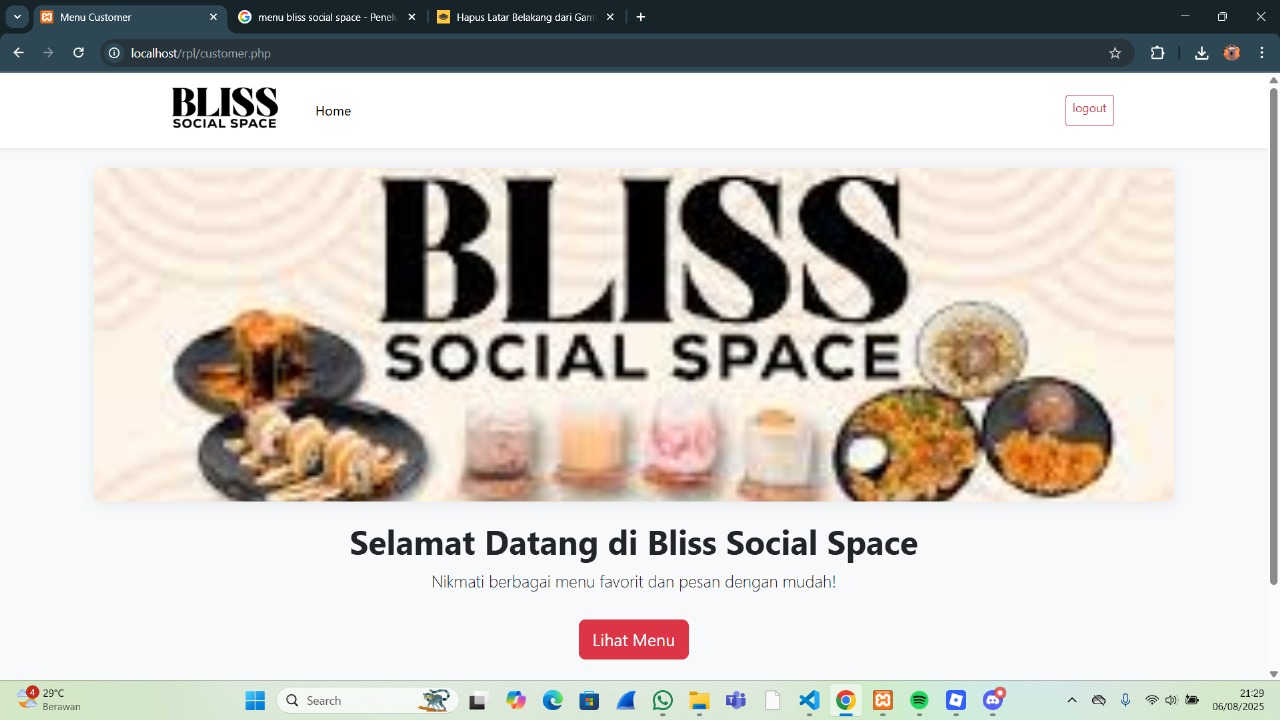 Menu Customer
menu bliss social space - Penelu
Hapus Latar Belakang dari Gam
localhost/rpl/customer.php
BLISS
SOCIAL SPACE
Home
logout
BLISS
SOCIAL SPACE
Selamat Datang di Bliss Social Space
Nikmati berbagai menu favorit dan pesan dengan mudah!
Lihat Menu
4
29°C
Berawan
Search
21:29
06/08/2025